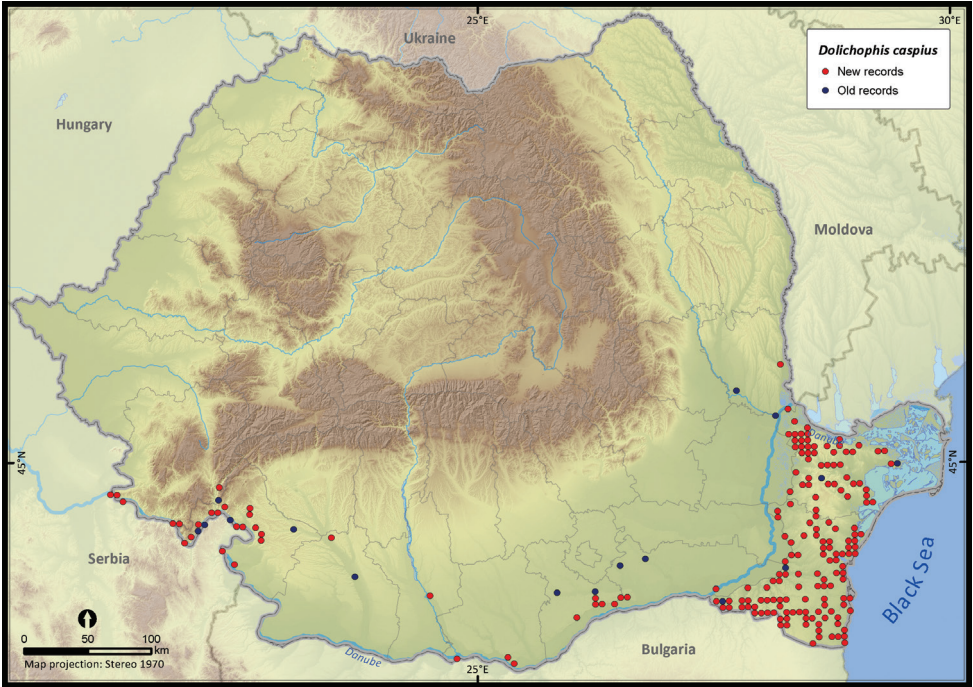 25°E
30°E
Ukraine
Dolichophis caspius
New records
Old records
Hungary
Moldova
Danube
45°N
45°N
Serbia
Black Sea
0 50 100
km
Map projection: Stereo 1970
Danube
25°E
Bulgaria